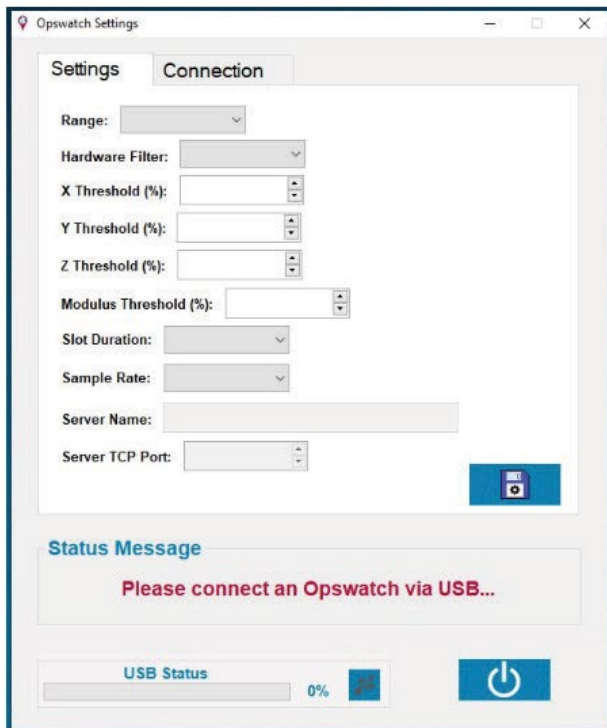 Opswatch Settings
Settings Connection
Range:
Hardware Filter:
X Threshold (%):
Y Threshold (%):
Z Threshold (%):
Modulus Threshold (%):
Slot Duration:
Sample Rate:
Server Name:
Server TCP Port:
Status Message
Please connect an Opswatch via USB...
USB Status
0%